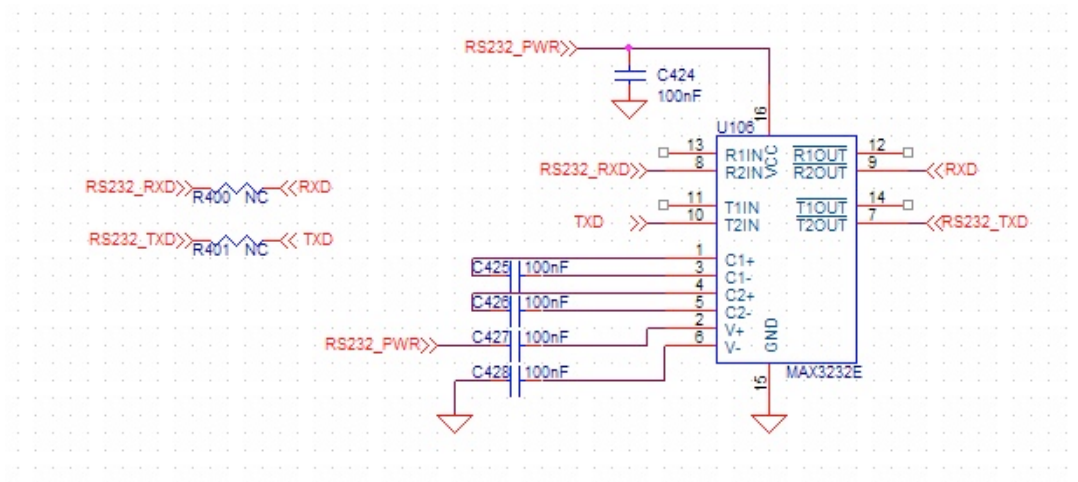 RS232_PWR
C424
100nF
16
U106
13 R1IN VCC R1OUT 12
RS232_RXD 8 R2IN R2OUT 9 RXD
RS232_RXD RXD
R400 NC
11 T1IN T1OUT 14
TXD 10 T2IN T2OUT 7 RS232_TXD
RS232_TXD TXD
R401 NC
1 C1+
C425 100nF 3 C1-
4 C2+
C426 100nF 5 C2-
2 V+
RS232_PWR C427 100nF 6 V- GND
C428 100nF MAX3232E
15